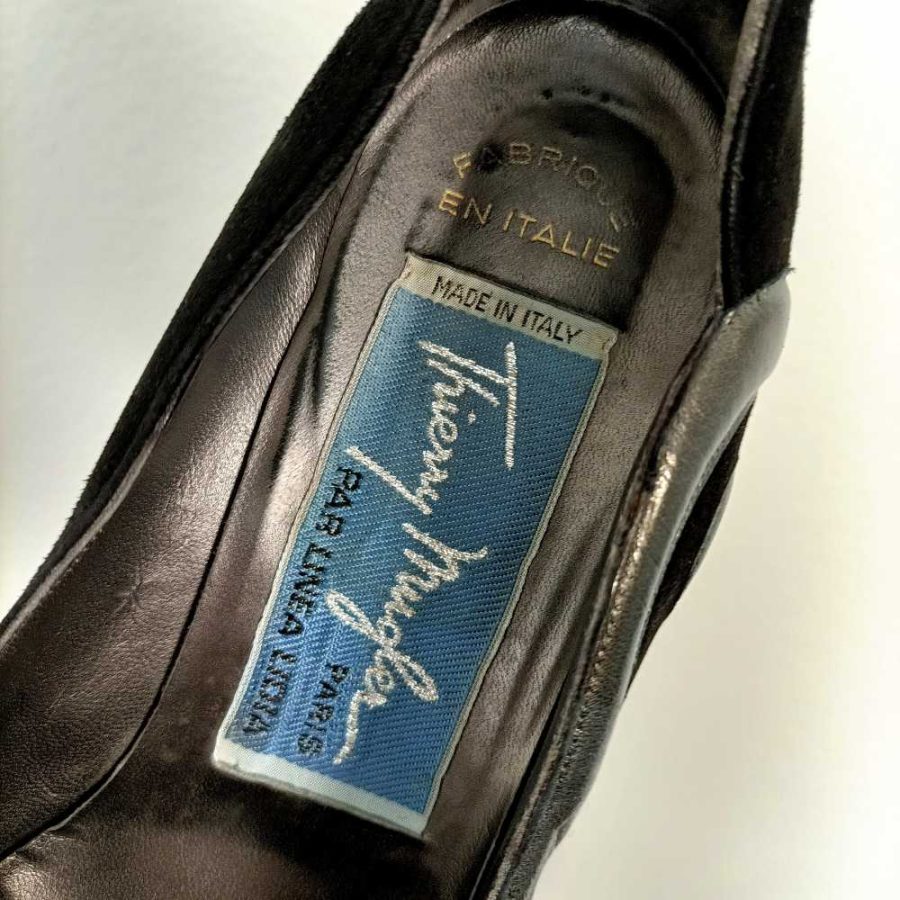 FABRIQUE
EN ITALIE
MADE IN ITALY
Thierry Mugler
PARIS
PAR LINEA LIDIA